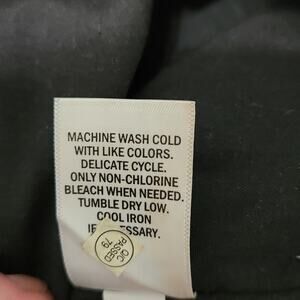 MACHINE WASH COLD
WITH LIKE COLORS.
DELICATE CYCLE.
ONLY NON-CHLORINE
BLEACH WHEN NEEDED.
TUMBLE DRY LOW.
COOL IRON
ESSARY.
Q/C
PASSED
79